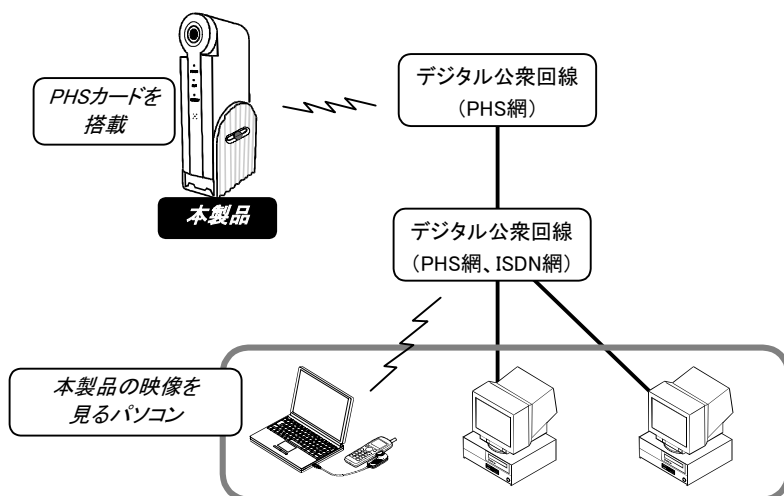 PHSカードを
搭載
デジタル公衆回線
（PHS網）
本製品
デジタル公衆回線
（PHS網、ISDN網）
本製品の映像を
見るパソコン